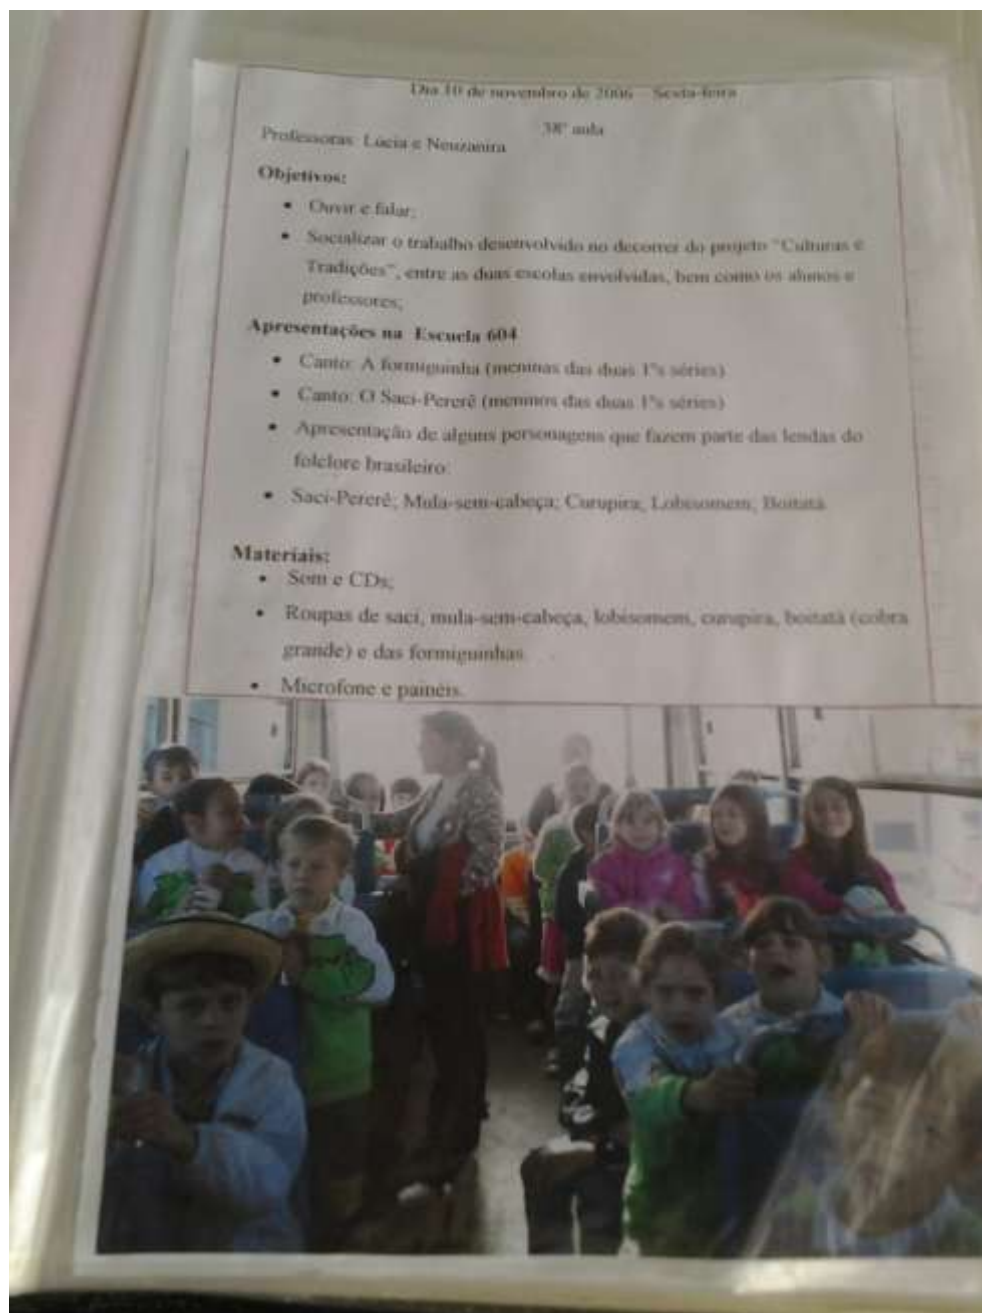 Dia 10 de novembro de 2006 – Sexta-feira
38ª aula
Professoras: Lúcia e Neuzanira
Objetivos:
• Ouvir e falar;
• Socializar o trabalho desenvolvido no decorrer do projeto "Culturas e
Tradições", entre as duas escolas envolvidas, bem como os alunos e
professores;
Apresentações na Escuela 604
• Canto: A formiguinha (meninas das duas 1ªs séries)
• Canto: O Saci-Pererê (meninos das duas 1ªs séries)
• Apresentação de alguns personagens que fazem parte das lendas do
folclore brasileiro:
• Saci-Pererê; Mula-sem-cabeça; Curupira; Lobisomem; Boitatá
Materiais:
• Som e CDs;
• Roupas de saci, mula-sem-cabeça, lobisomem, curupira, boitatá (cobra
grande) e das formiguinhas.
• Microfone e painéis.